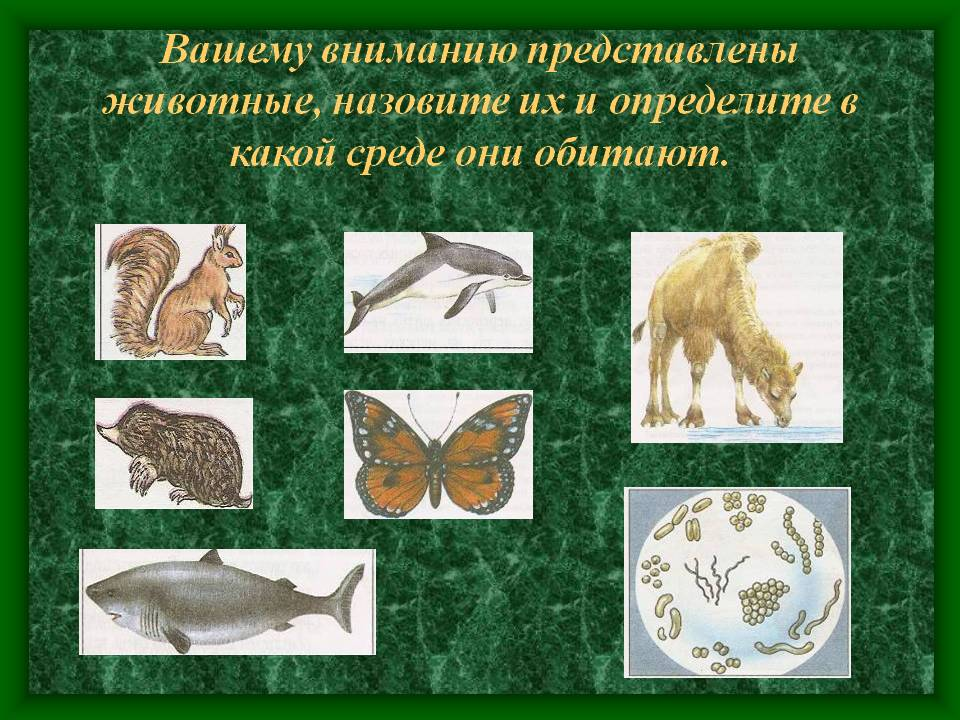 Вашему вниманию представлены
животные, назовите их и определите в
какой среде они обитают.